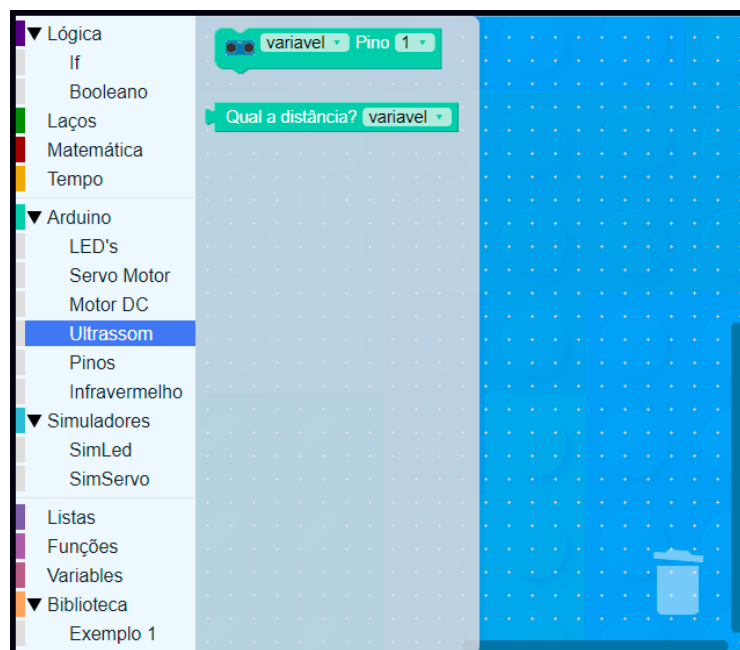 Lógica
If
Booleano
Laços
Matemática
Tempo
Arduino
LED's
Servo Motor
Motor DC
Ultrassom
Pinos
Infravermelho
Simuladores
SimLed
SimServo
Listas
Funções
Variables
Biblioteca
Exemplo 1
variavel Pino 1
Qual a distância? variavel